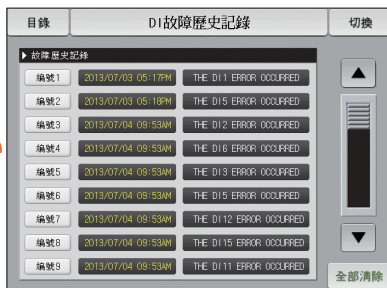 目錄 DI故障歷史記錄 切換
▶ 故障歷史記錄
編號1 2013/07/03 05:17PM THE DI1 ERROR OCCURRED
編號2 2013/07/03 05:18PM THE DI5 ERROR OCCURRED
編號3 2013/07/04 09:53AM THE DI2 ERROR OCCURRED
編號4 2013/07/04 09:53AM THE DI6 ERROR OCCURRED
編號5 2013/07/04 09:53AM THE DI3 ERROR OCCURRED
編號6 2013/07/04 09:53AM THE DI5 ERROR OCCURRED
編號7 2013/07/04 09:53AM THE DI12 ERROR OCCURRED
編號8 2013/07/04 09:53AM THE DI15 ERROR OCCURRED
編號9 2013/07/04 09:53AM THE DI11 ERROR OCCURRED
全部清除